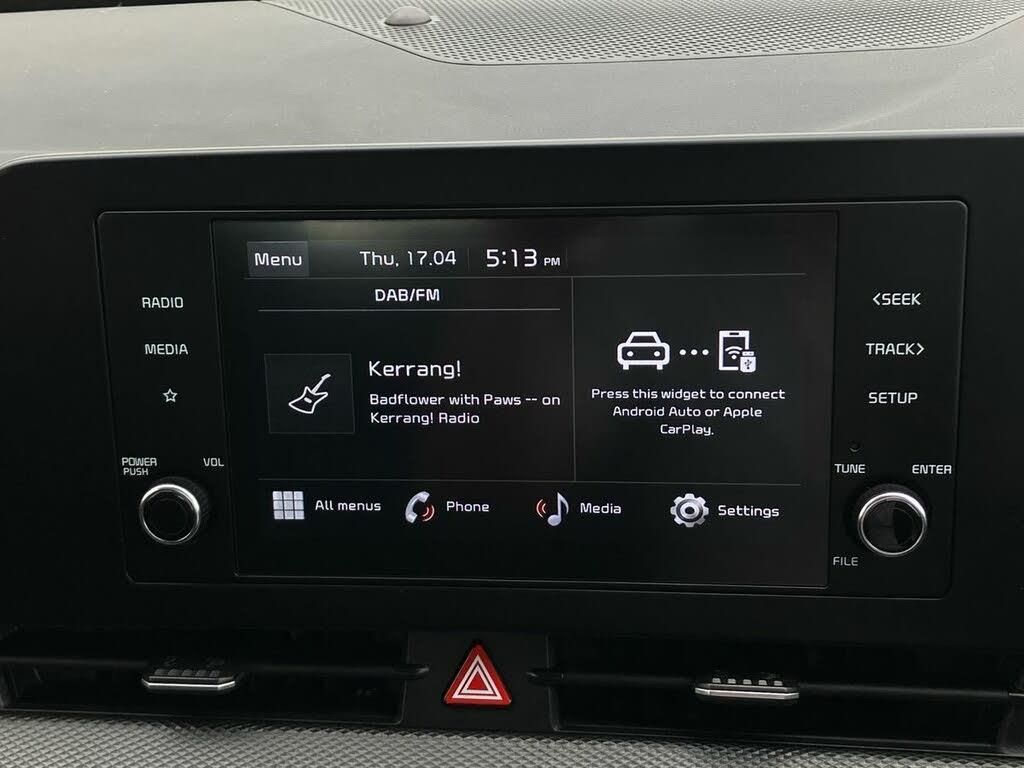 Menu
Thu, 17.04
5:13 PM
DAB/FM
RADIO
MEDIA
Kerrang!
Badflower with Paws -- on
Kerrang! Radio
Press this widget to connect
Android Auto or Apple
CarPlay.
<SEEK
TRACK>
SETUP
POWER
PUSH
VOL
TUNE
ENTER
FILE
All menus
Phone
Media
Settings